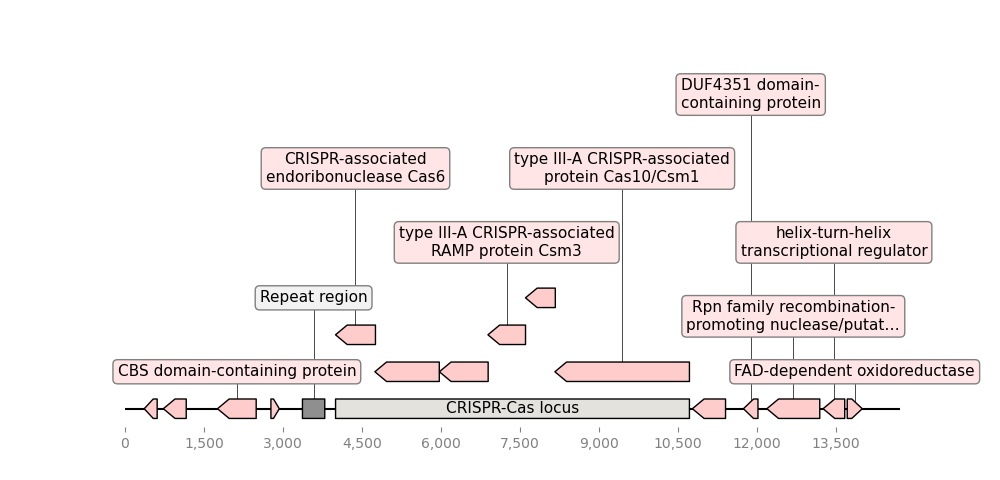 DUF4351 domain-
containing protein
CRISPR-associated
endoribonuclease Cas6
type III-A CRISPR-associated
protein Cas10/Csm1
type III-A CRISPR-associated
RAMP protein Csm3
helix-turn-helix
transcriptional regulator
Repeat region
Rpn family recombination-
promoting nuclease/putat…
CBS domain-containing protein
FAD-dependent oxidoreductase
CRISPR-Cas locus
0 1,500 3,000 4,500 6,000 7,500 9,000 10,500 12,000 13,500